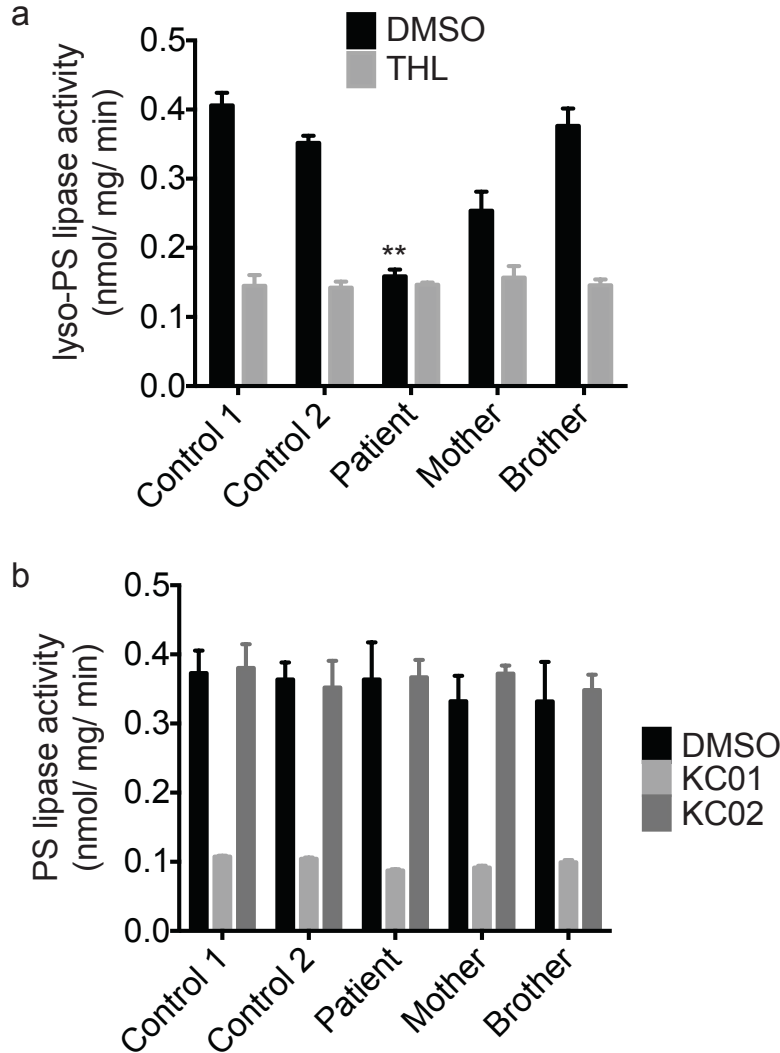 a
DMSO
THL
lyso-PS lipase activity
(nmol/ mg/ min)
0.5
0.4
0.3
0.2
0.1
0.0
**
Control 1
Control 2
Patient
Mother
Brother
b
PS lipase activity
(nmol/ mg/ min)
0.5
0.4
0.3
0.2
0.1
0.0
DMSO
KC01
KC02
Control 1
Control 2
Patient
Mother
Brother